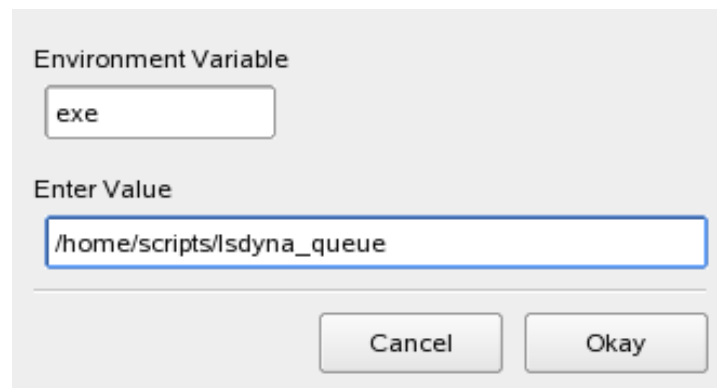 Environment Variable
exe
Enter Value
/home/scripts/lsdyna_queue
Cancel
Okay